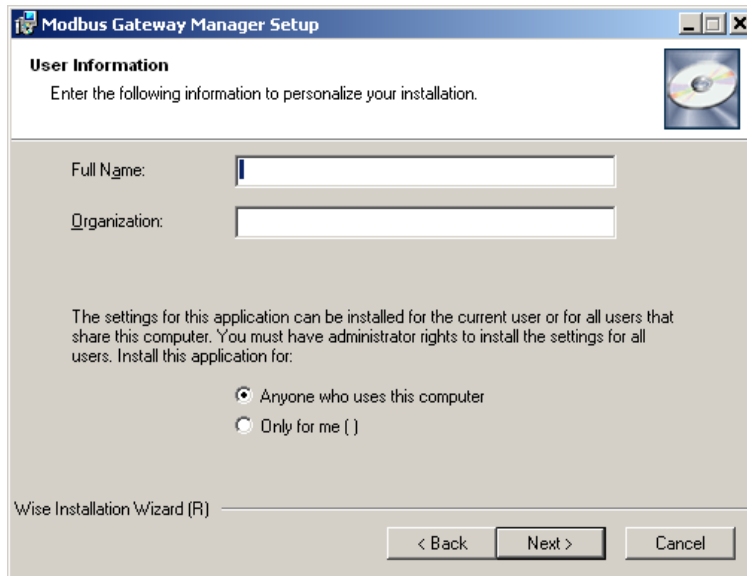 Modbus Gateway Manager Setup
User Information
Enter the following information to personalize your installation.
Full Name:
Organization:
The settings for this application can be installed for the current user or for all users that
share this computer. You must have administrator rights to install the settings for all
users. Install this application for:
Anyone who uses this computer
Only for me ( )
Wise Installation Wizard (R)
< Back Next > Cancel